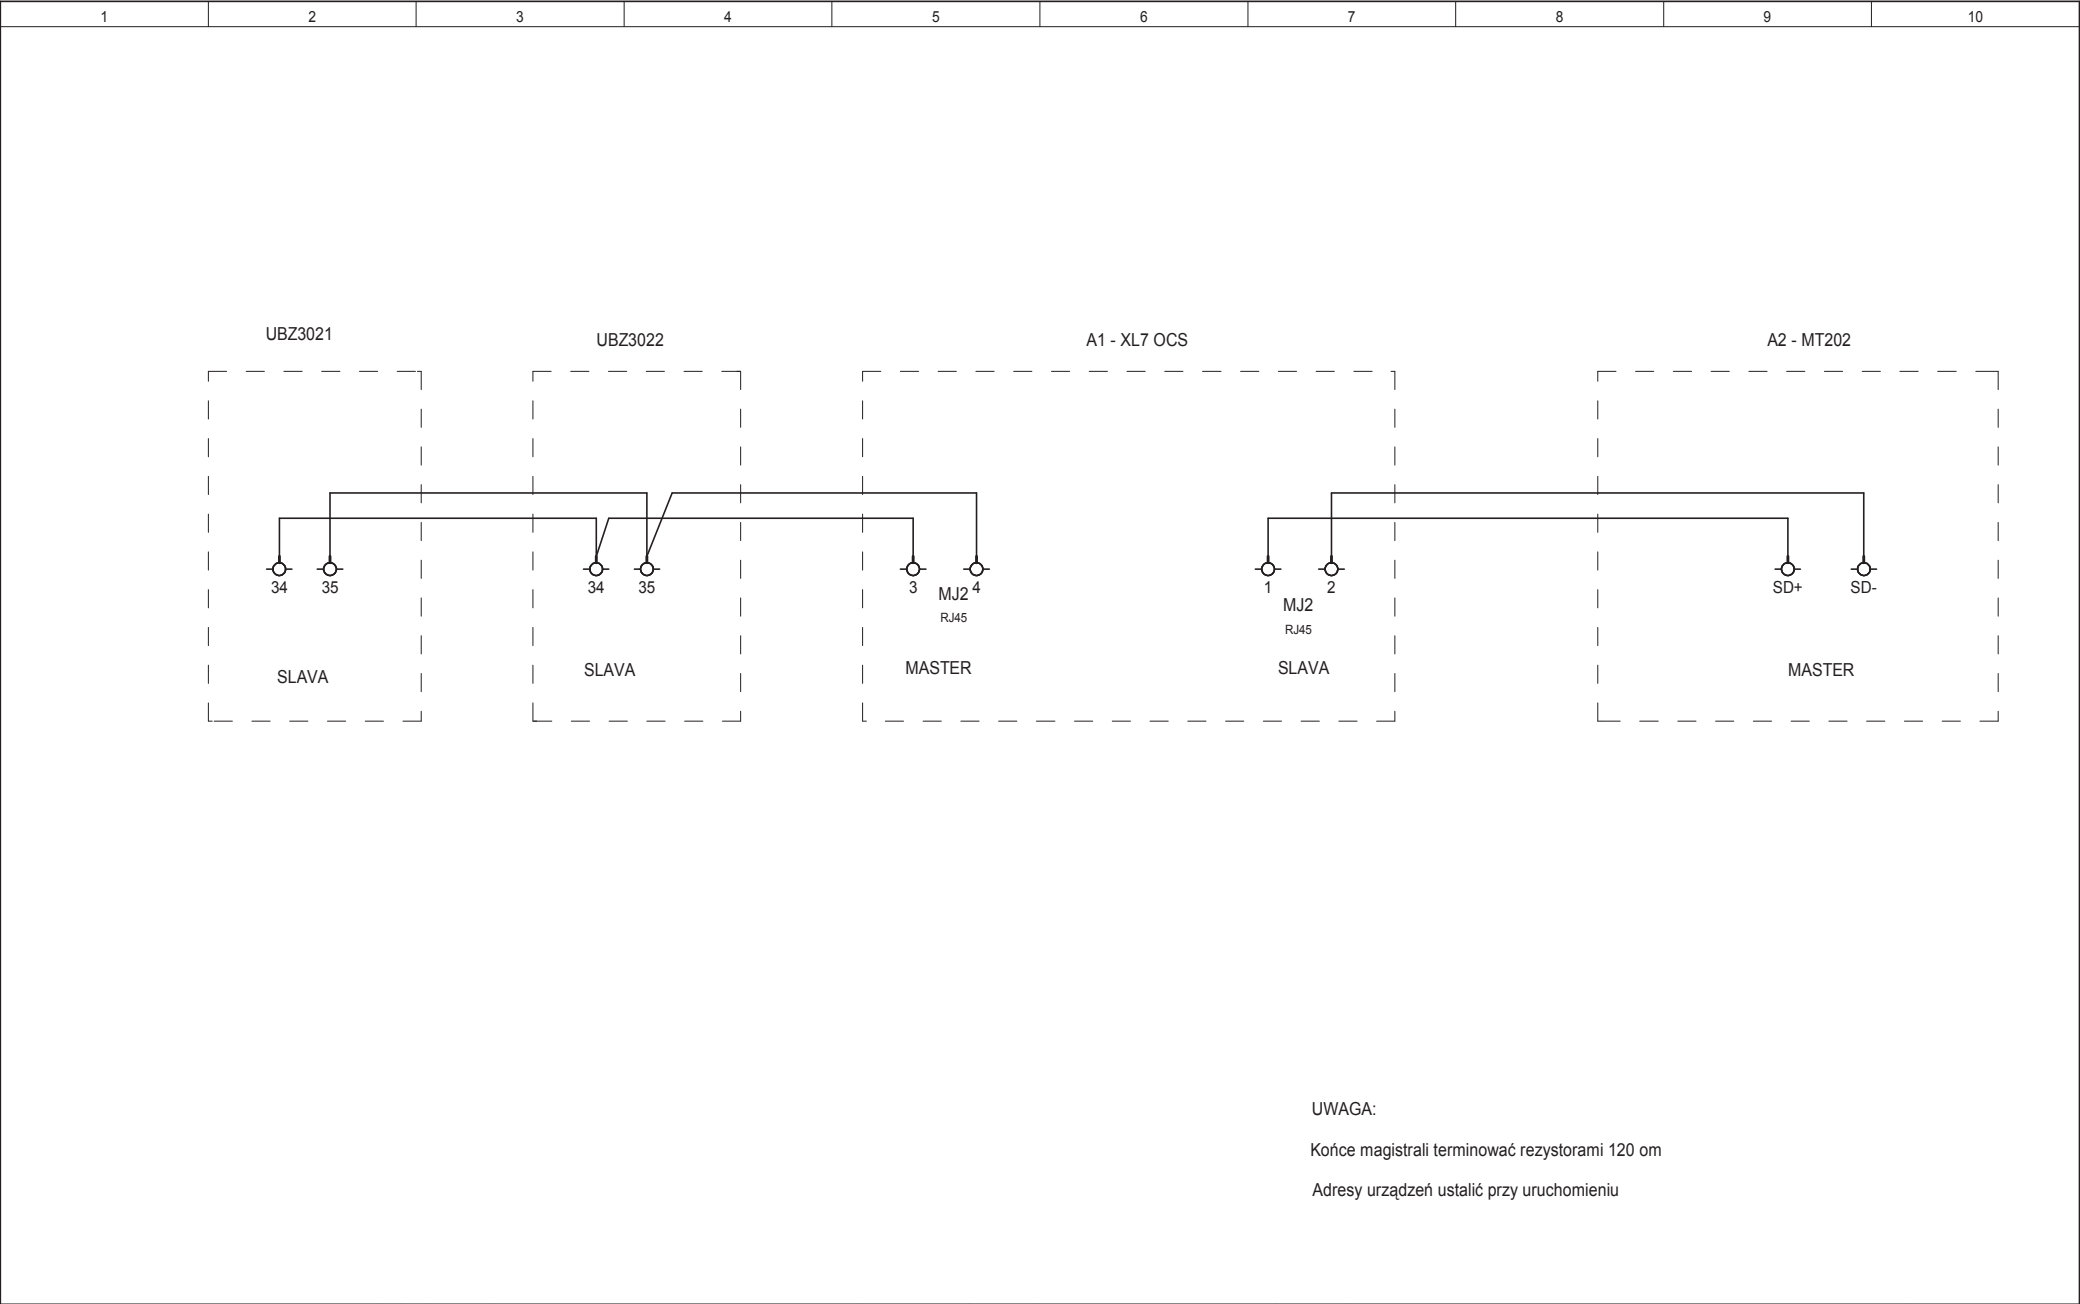 1 2 3 4 5 6 7 8 9 10
UBZ3021 UBZ3022 A1 - XL7 OCS A2 - MT202
34 35 34 35 3 4 1 2 SD+ SD-
MJ2 MJ2
RJ45 RJ45
SLAVA SLAVA MASTER SLAVA MASTER
UWAGA:
Końce magistrali terminować rezystorami 120 om
Adresy urządzeń ustalić przy uruchomieniu